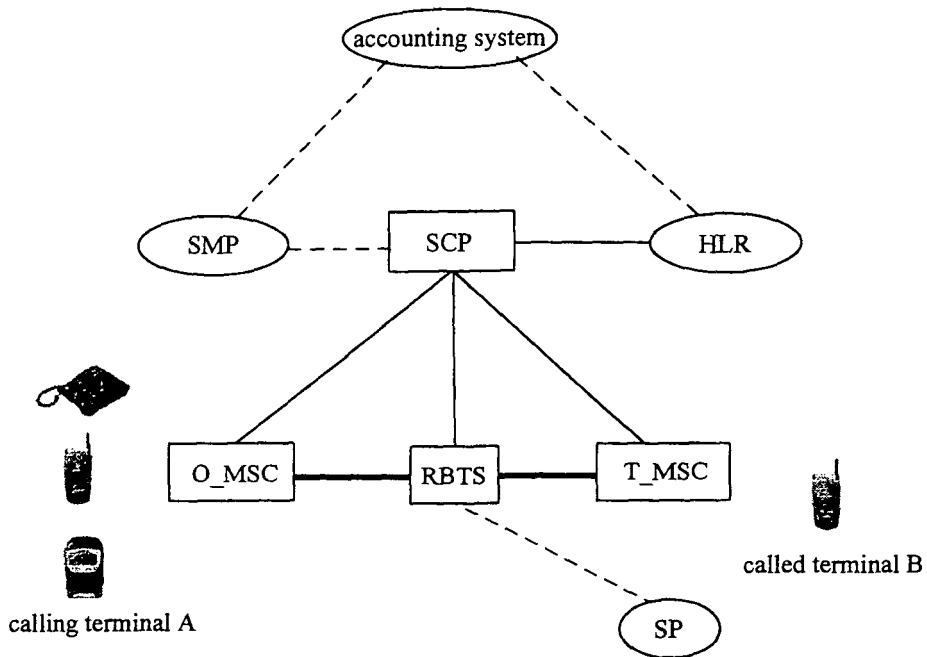 accounting system
SMP
SCP
HLR
O_MSC
RBTS
T_MSC
called terminal B
calling terminal A
SP